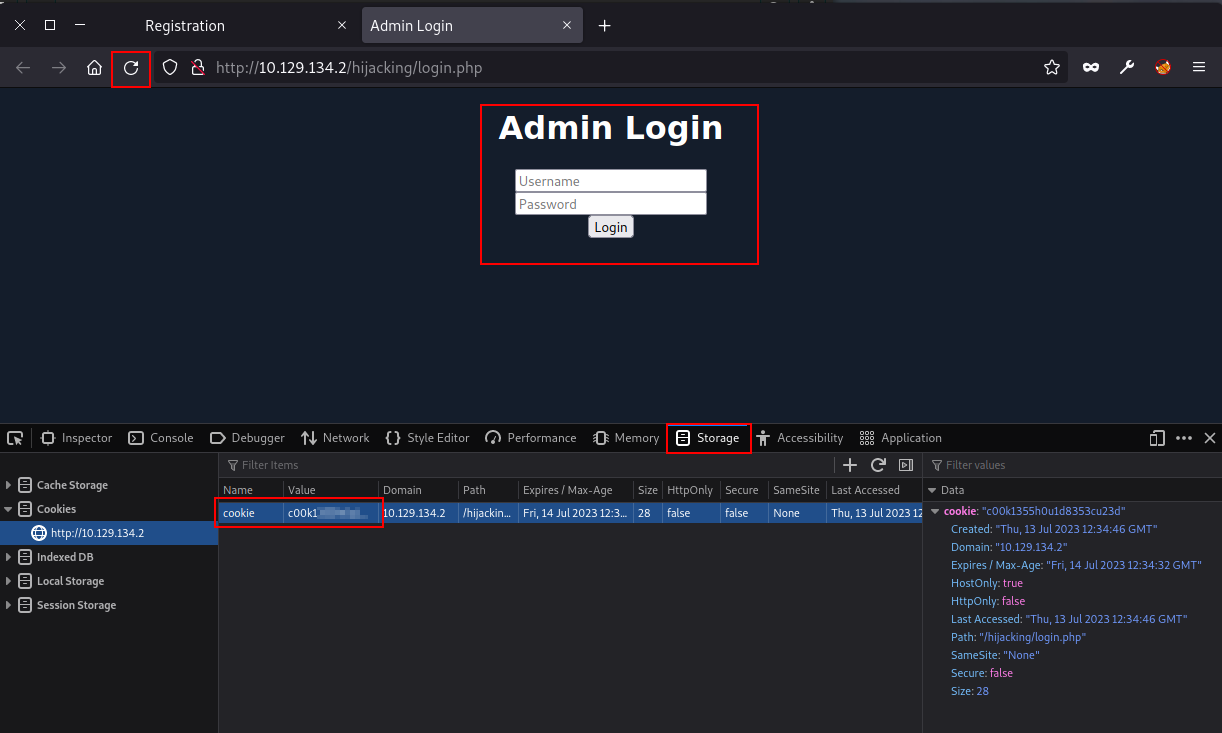 Registration
Admin Login
http://10.129.134.2/hijacking/login.php
Admin Login
Username
Password
Login
Inspector Console Debugger Network Style Editor Performance Memory Storage Accessibility Application
Filter Items
Filter values
Cache Storage
Cookies
http://10.129.134.2
Indexed DB
Local Storage
Session Storage
Name Value Domain Path Expires / Max-Age Size HttpOnly Secure SameSite Last Accessed
cookie c00k1 10.129.134.2 /hijackin... Fri, 14 Jul 2023 12:3... 28 false false None Thu, 13 Jul 2023 12
Data
cookie: "c00k1355h0u1d8353cu23d"
Created: "Thu, 13 Jul 2023 12:34:46 GMT"
Domain: "10.129.134.2"
Expires / Max-Age: "Fri, 14 Jul 2023 12:34:32 GMT"
HostOnly: true
HttpOnly: false
Last Accessed: "Thu, 13 Jul 2023 12:34:46 GMT"
Path: "/hijacking/login.php"
SameSite: "None"
Secure: false
Size: 28